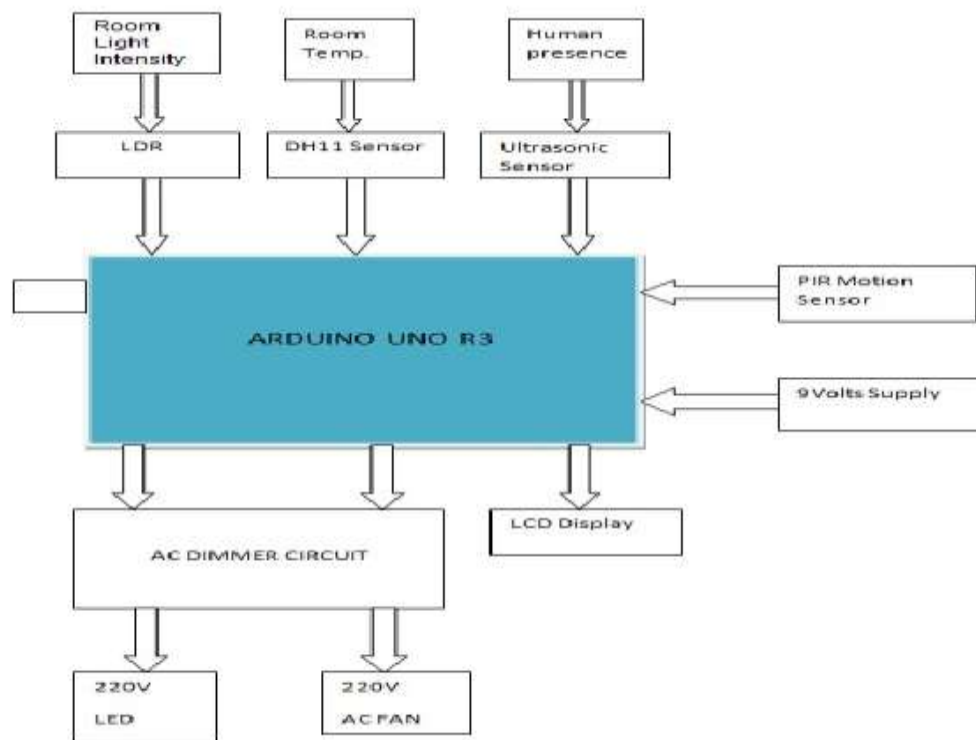 Room
Light
Intensity
Room
Temp.
Human
presence
LDR
DH11 Sensor
Ultrasonic
Sensor
PIR Motion
Sensor
ARDUINO UNO R3
9Volts Supply
LCD Display
AC DIMMER CIRCUIT
220V
LED
220V
AC FAN